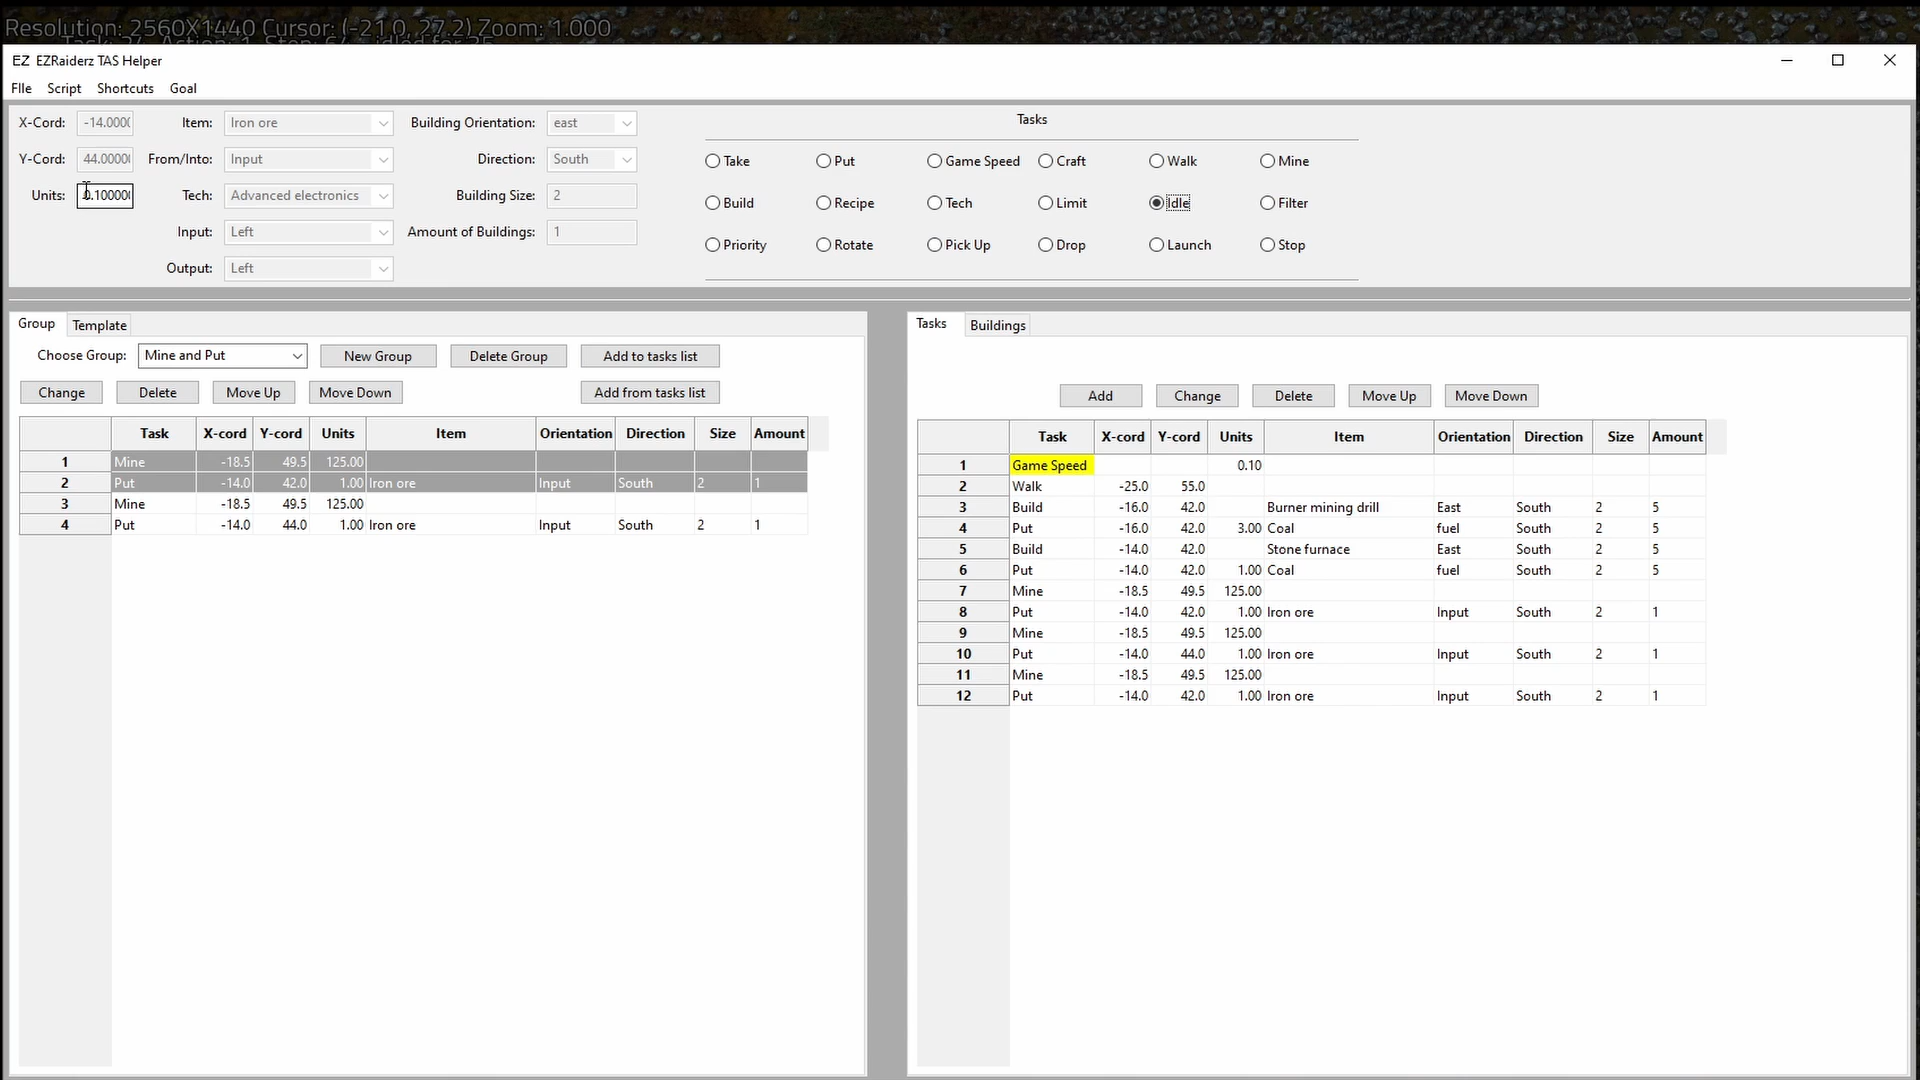 Resolution: 2560X1440 Cursor: (-21.0, 27.2) Zoom: 1.000
EZ EZRaiderz TAS Helper
FIle Script Shortcuts Goal
X-Cord: -14.0000 Item: Iron ore Building Orientation: east Tasks
Y-Cord: 44.00000 From/Into: Input Direction: South Take Put Game Speed Craft Walk Mine
Units: 0.100000 Tech: Advanced electronics Building Size: 2 Build Recipe Tech Limit Idle Filter
Input: Left Amount of Buildings: 1 Priority Rotate Pick Up Drop Launch Stop
Output: Left
Group Template
Choose Group: Mine and Put New Group Delete Group Add to tasks list
Change Delete Move Up Move Down Add from tasks list
Task X-cord Y-cord Units Item Orientation Direction Size Amount
1 Mine -18.5 49.5 125.00
2 Put -14.0 42.0 1.00 Iron ore Input South 2 1
3 Mine -18.5 49.5 125.00
4 Put -14.0 44.0 1.00 Iron ore Input South 2 1
Tasks Buildings
Add Change Delete Move Up Move Down
Task X-cord Y-cord Units Item Orientation Direction Size Amount
1 Game Speed 0.10
2 Walk -25.0 55.0
3 Build -16.0 42.0 Burner mining drill East South 2 5
4 Put -16.0 42.0 3.00 Coal fuel South 2 5
5 Build -14.0 42.0 Stone furnace East South 2 5
6 Put -14.0 42.0 1.00 Coal fuel South 2 5
7 Mine -18.5 49.5 125.00
8 Put -14.0 42.0 1.00 Iron ore Input South 2 1
9 Mine -18.5 49.5 125.00
10 Put -14.0 44.0 1.00 Iron ore Input South 2 1
11 Mine -18.5 49.5 125.00
12 Put -14.0 42.0 1.00 Iron ore Input South 2 1